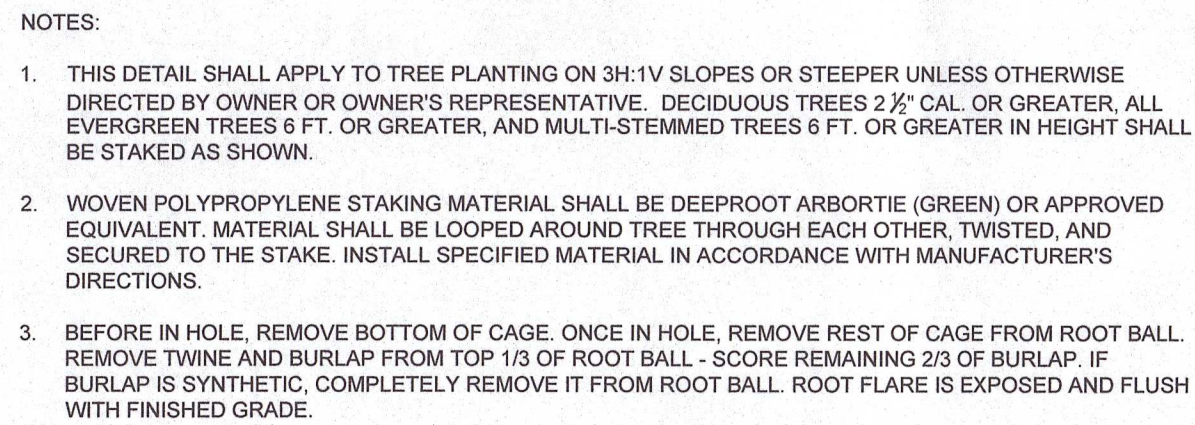 NOTES:
1. THIS DETAIL SHALL APPLY TO TREE PLANTING ON 3H:1V SLOPES OR STEEPER UNLESS OTHERWISE
DIRECTED BY OWNER OR OWNER'S REPRESENTATIVE. DECIDUOUS TREES 2 ½" CAL. OR GREATER, ALL
EVERGREEN TREES 6 FT. OR GREATER, AND MULTI-STEMMED TREES 6 FT. OR GREATER IN HEIGHT SHALL
BE STAKED AS SHOWN.
2. WOVEN POLYPROPYLENE STAKING MATERIAL SHALL BE DEEPROOT ARBORTIE (GREEN) OR APPROVED
EQUIVALENT. MATERIAL SHALL BE LOOPED AROUND TREE THROUGH EACH OTHER, TWISTED, AND
SECURED TO THE STAKE. INSTALL SPECIFIED MATERIAL IN ACCORDANCE WITH MANUFACTURER'S
DIRECTIONS.
3. BEFORE IN HOLE, REMOVE BOTTOM OF CAGE. ONCE IN HOLE, REMOVE REST OF CAGE FROM ROOT BALL.
REMOVE TWINE AND BURLAP FROM TOP 1/3 OF ROOT BALL - SCORE REMAINING 2/3 OF BURLAP. IF
BURLAP IS SYNTHETIC, COMPLETELY REMOVE IT FROM ROOT BALL. ROOT FLARE IS EXPOSED AND FLUSH
WITH FINISHED GRADE.